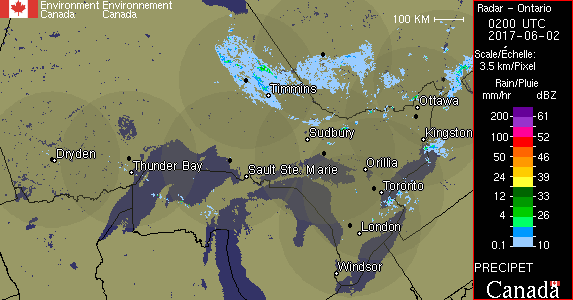 Environment Environnement
Canada Canada
100 KM
Timmins
Ottawa
Sudbury
Kingston
Dryden
Thunder Bay
Sault Ste. Marie
Orillia
Toronto
London
Windsor
Radar - Ontario
0200 UTC
2017-06-02
Scale/Échelle:
3.5 km/Pixel
Rain/Pluie
mm/hr dBZ
200 61
100 52
50 46
24 39
12 33
4 26
0.1 10
PRECIPET
Canada